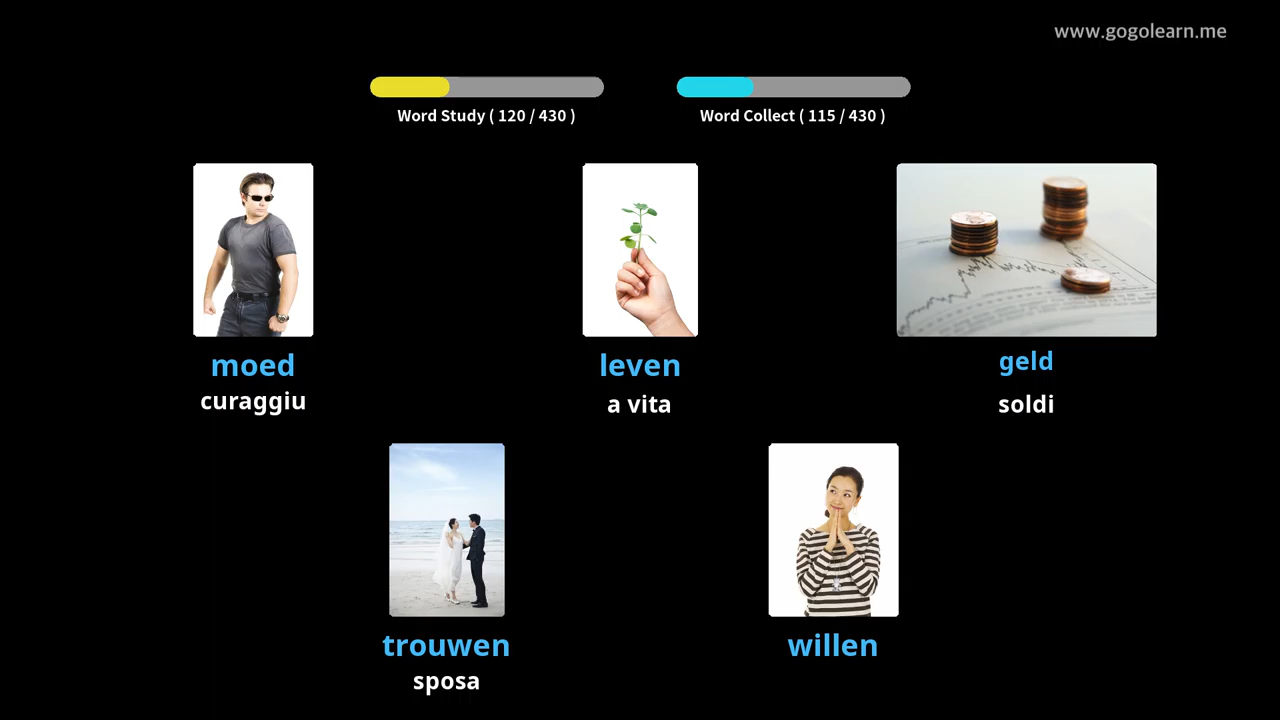 www.gogolearn.me
Word Study ( 120 / 430 )
Word Collect ( 115 / 430 )
moed
curaggiu
leven
a vita
geld
soldi
trouwen
sposa
willen